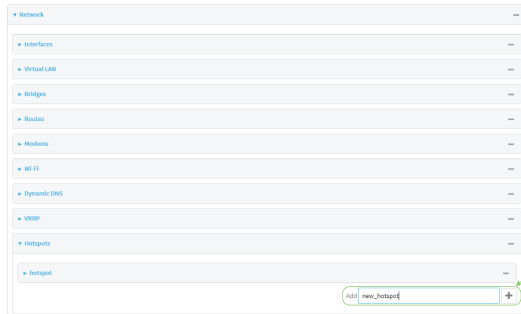 Network
Interfaces
Virtual LAN
Bridges
Routes
Modems
Wi-Fi
Dynamic DNS
VRRP
Hotspots
hotspot
Add new_hotspot